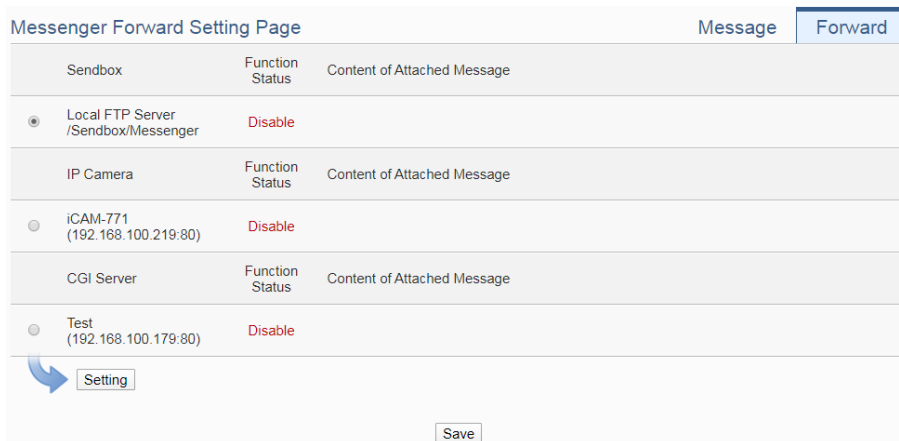 Messenger Forward Setting Page
Message
Forward
Sendbox
Function Status
Content of Attached Message
Local FTP Server
/Sendbox/Messenger
Disable
IP Camera
Function Status
Content of Attached Message
iCAM-771
(192.168.100.219:80)
Disable
CGI Server
Function Status
Content of Attached Message
Test
(192.168.100.179:80)
Disable
Setting
Save